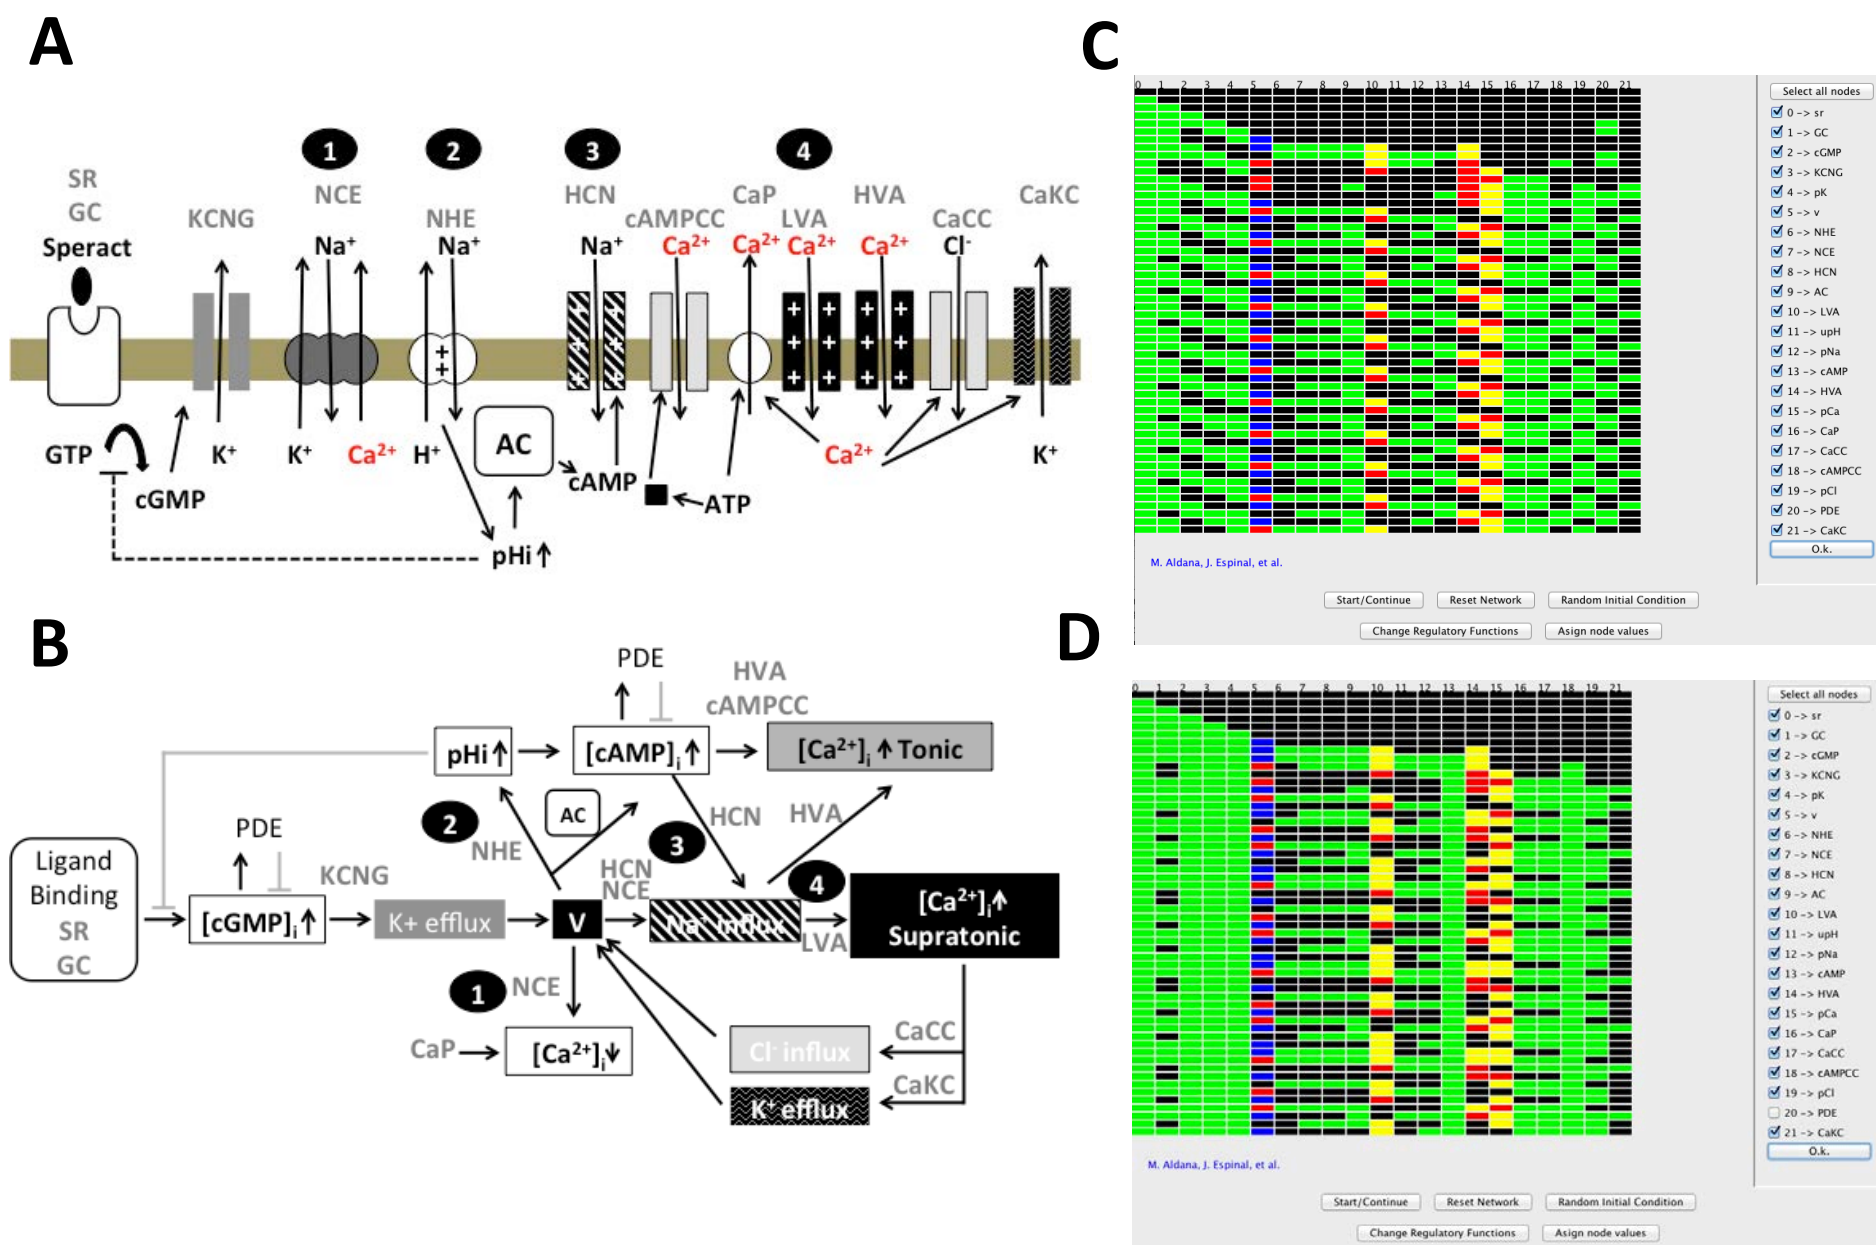 A
1 2 3 4
SR
GC
Speract
KCNG
NCE
Na⁺
NHE
Na⁺
HCN
Na⁺
cAMPCC
Ca²⁺
CaP
Ca²⁺
LVA
Ca²⁺
HVA
Ca²⁺
CaCC
Cl⁻
CaKC
+ +
+ +
+ +
+
+
+ +
+ +
+ +
+ +
+ +
+ +
GTP
cGMP
K⁺
K⁺
Ca²⁺
H⁺
AC
cAMP
ATP
Ca²⁺
K⁺
pHi
B
PDE
HVA
cAMPCC
pHi
[cAMP]i
[Ca²⁺]i Tonic
AC
HCN
HVA
2
NHE
3
PDE
KCNG
HCN
NCE
4
Ligand
Binding
SR
GC
[cGMP]i
K+ efflux
V
Na⁺ influx
LVA
[Ca²⁺]i
Supratonic
1
NCE
CaP
[Ca²⁺]i
Cl⁻ influx
CaCC
K⁺ efflux
CaKC
C
0 1 2 3 4 5 6 7 8 9 10 11 12 13 14 15 16 17 18 19 20 21
Select all nodes
0 -> sr
1 -> GC
2 -> cGMP
3 -> KCNG
4 -> pK
5 -> v
6 -> NHE
7 -> NCE
8 -> HCN
9 -> AC
10 -> LVA
11 -> upH
12 -> pNa
13 -> cAMP
14 -> HVA
15 -> pCa
16 -> CaP
17 -> CaCC
18 -> cAMPCC
19 -> pCl
20 -> PDE
21 -> CaKC
O.k.
M. Aldana, J. Espinal, et al.
Start/Continue Reset Network Random Initial Condition
Change Regulatory Functions Asign node values
D
0 1 2 3 4 5 6 7 8 9 10 11 12 13 14 15 16 17 18 19 21
Select all nodes
0 -> sr
1 -> GC
2 -> cGMP
3 -> KCNG
4 -> pK
5 -> v
6 -> NHE
7 -> NCE
8 -> HCN
9 -> AC
10 -> LVA
11 -> upH
12 -> pNa
13 -> cAMP
14 -> HVA
15 -> pCa
16 -> CaP
17 -> CaCC
18 -> cAMPCC
19 -> pCl
20 -> PDE
21 -> CaKC
O.k.
M. Aldana, J. Espinal, et al.
Start/Continue Reset Network Random Initial Condition
Change Regulatory Functions Asign node values